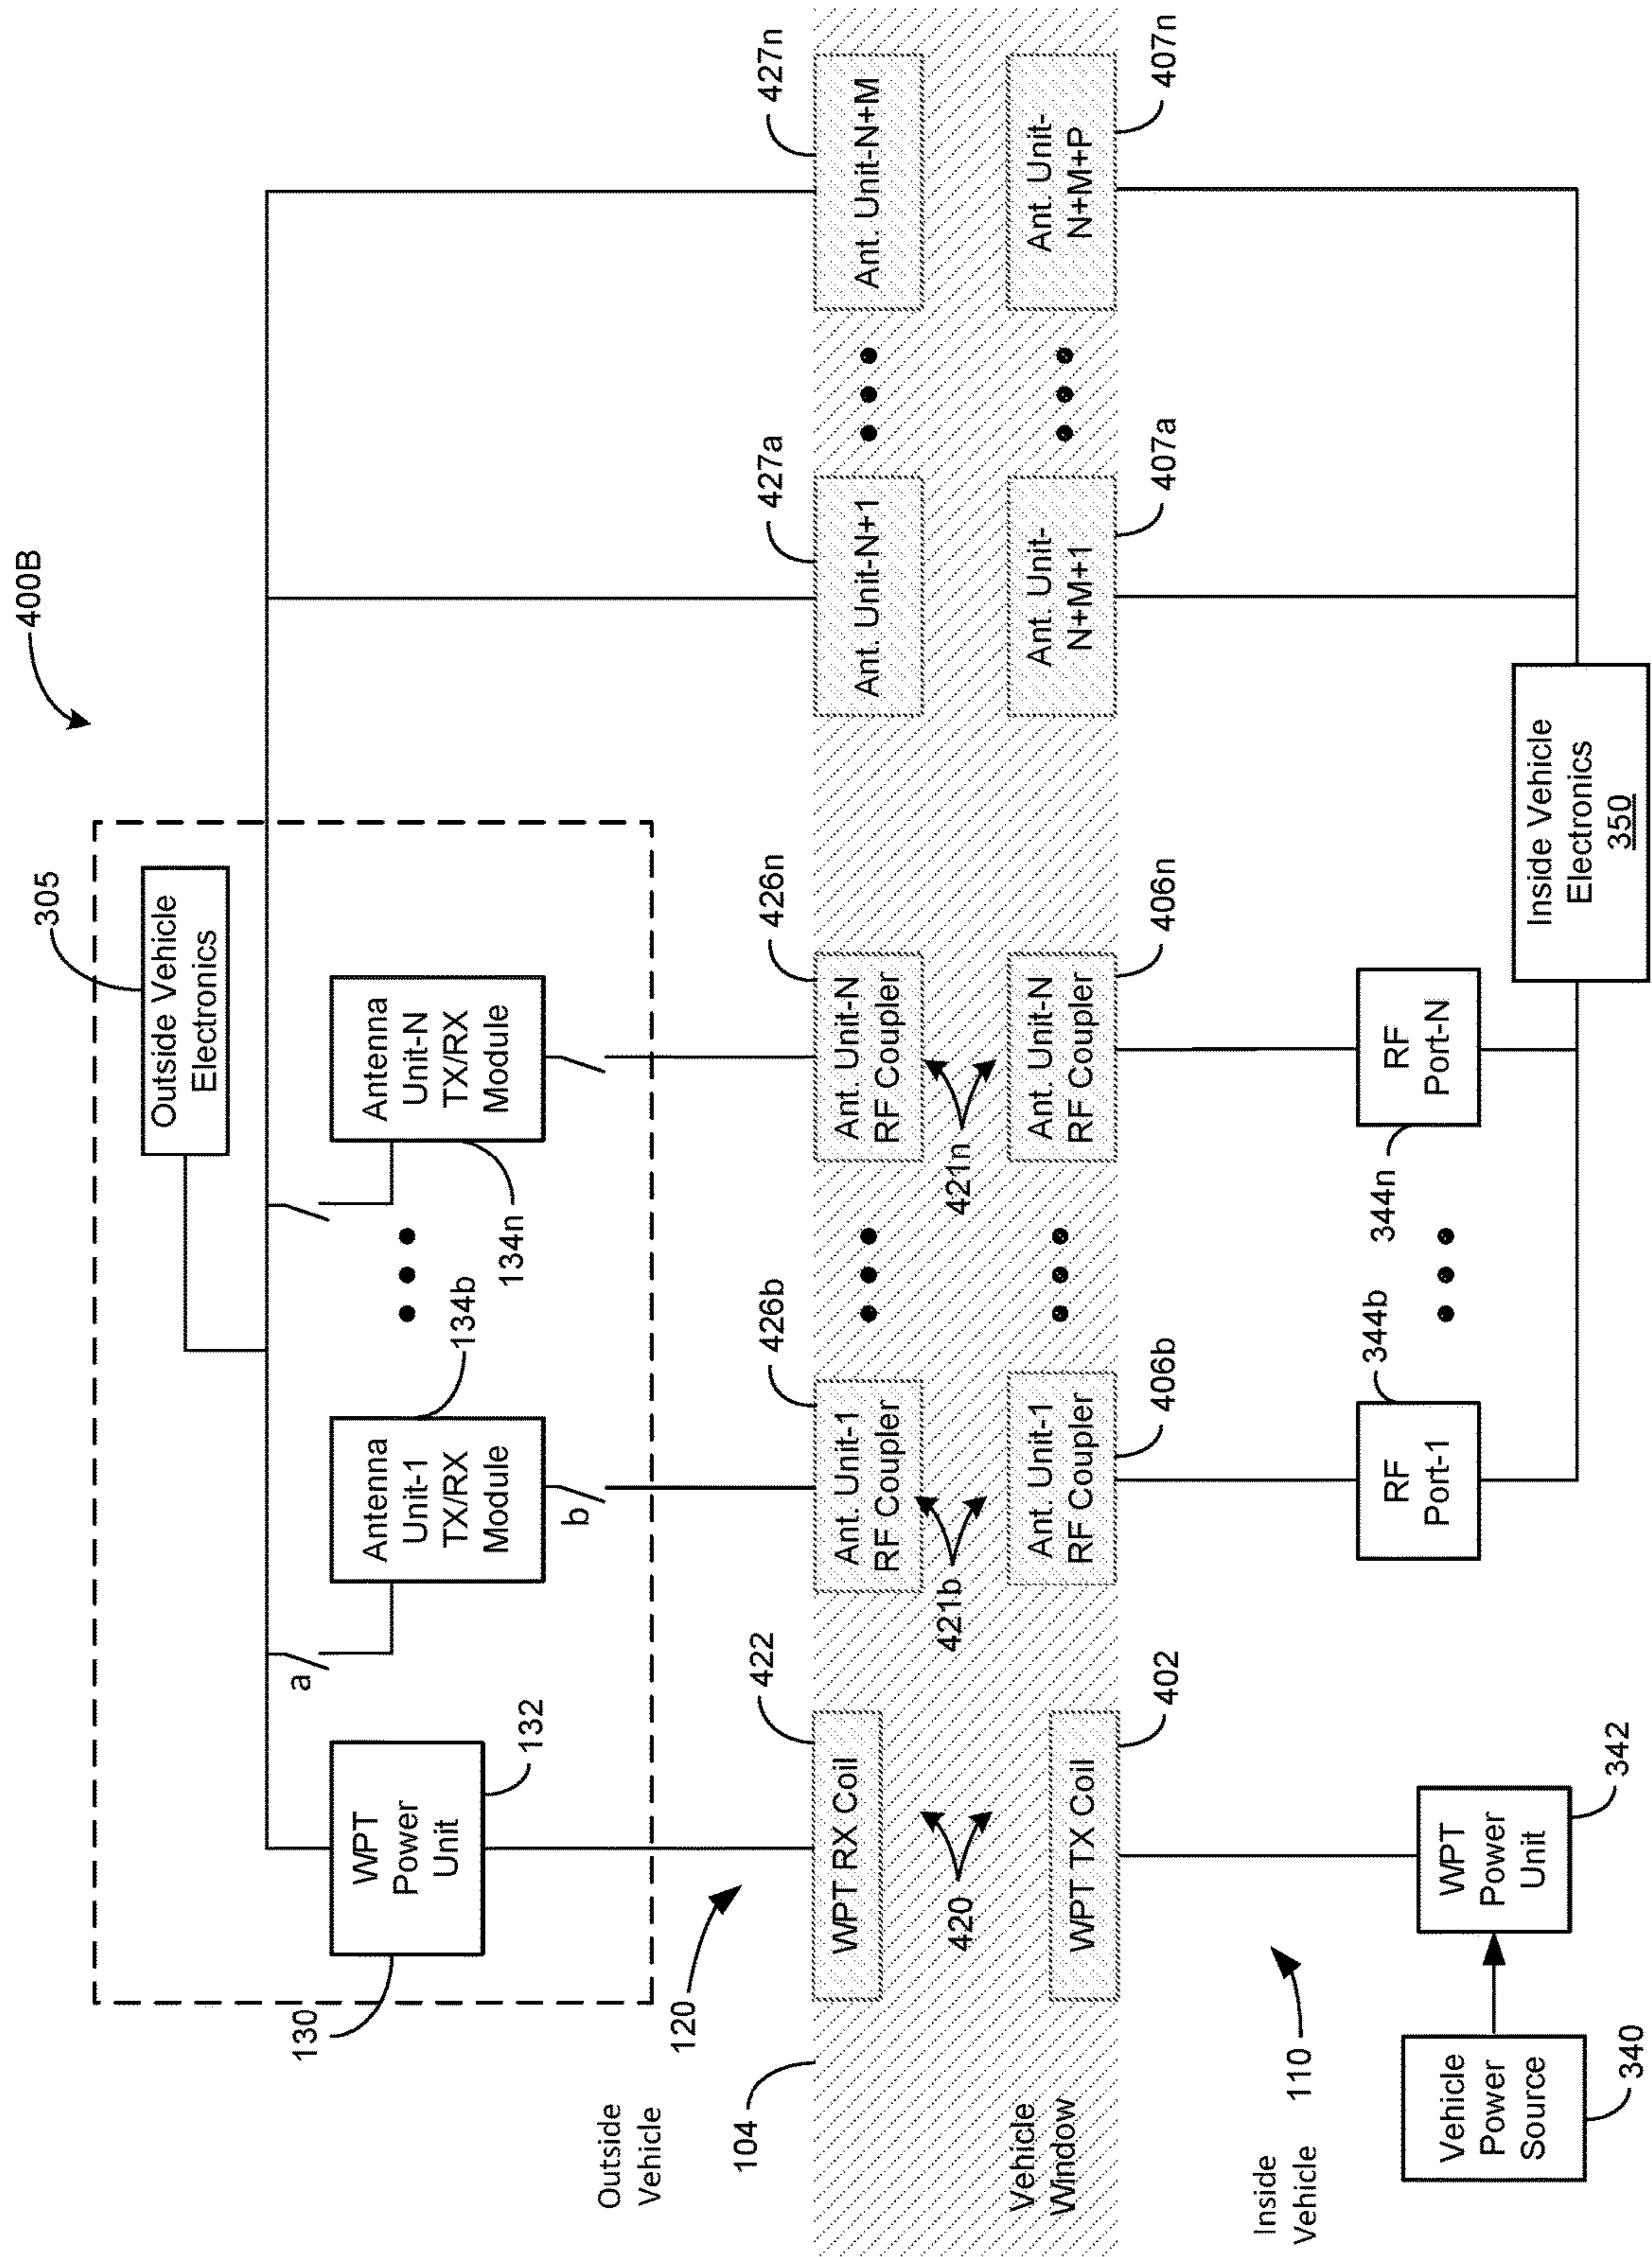 400B
305
Outside Vehicle
Electronics
130
WPT
Power
Unit
132
a
Antenna
Unit-1
TX/RX
Module
134b
b
Antenna
Unit-N
TX/RX
Module
134n
Outside
Vehicle
120
104
422
426b
426n
427a
427n
WPT RX Coil
Ant. Unit-1
RF Coupler
Ant. Unit-N
RF Coupler
Ant. Unit-N+1
Ant. Unit-N+M
420
421b
421n
Vehicle
Window
WPT TX Coil
Ant. Unit-1
RF Coupler
Ant. Unit-N
RF Coupler
Ant. Unit-
N+M+1
Ant. Unit-
N+M+P
402
406b
406n
407a
407n
Inside
Vehicle
110
Vehicle
Power
Source
340
WPT
Power
Unit
342
344b
RF
Port-1
344n
RF
Port-N
Inside Vehicle
Electronics
350